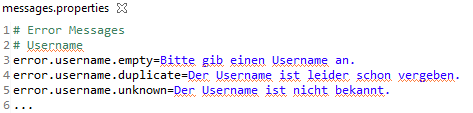 messages.properties
1 # Error Messages
2 # Username
3 error.username.empty=Bitte gib einen Username an.
4 error.username.duplicate=Der Username ist leider schon vergeben.
5 error.username.unknown=Der Username ist nicht bekannt.
6 ...